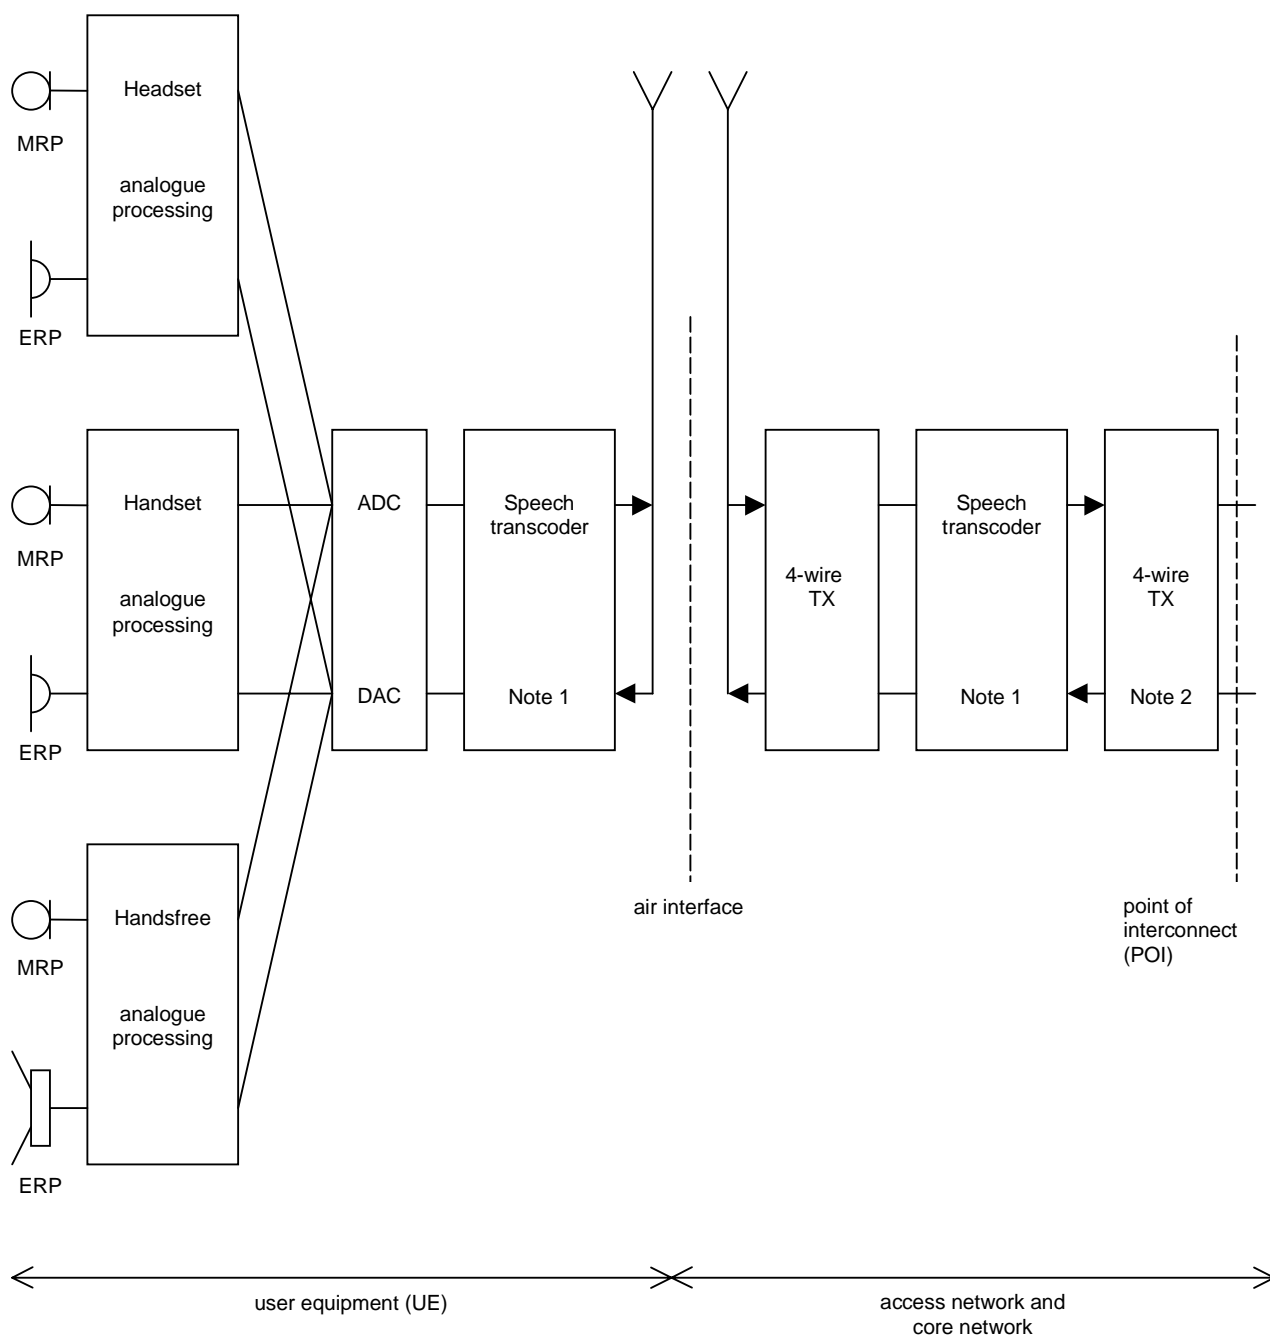 Headset
MRP
analogue
processing
ERP
Handset
MRP
analogue
processing
ERP
ADC
DAC
Speech
transcoder
Note 1
4-wire
TX
Speech
transcoder
Note 1
4-wire
TX
Note 2
Handsfree
MRP
analogue
processing
ERP
air interface
point of
interconnect
(POI)
user equipment (UE)
access network and
core network